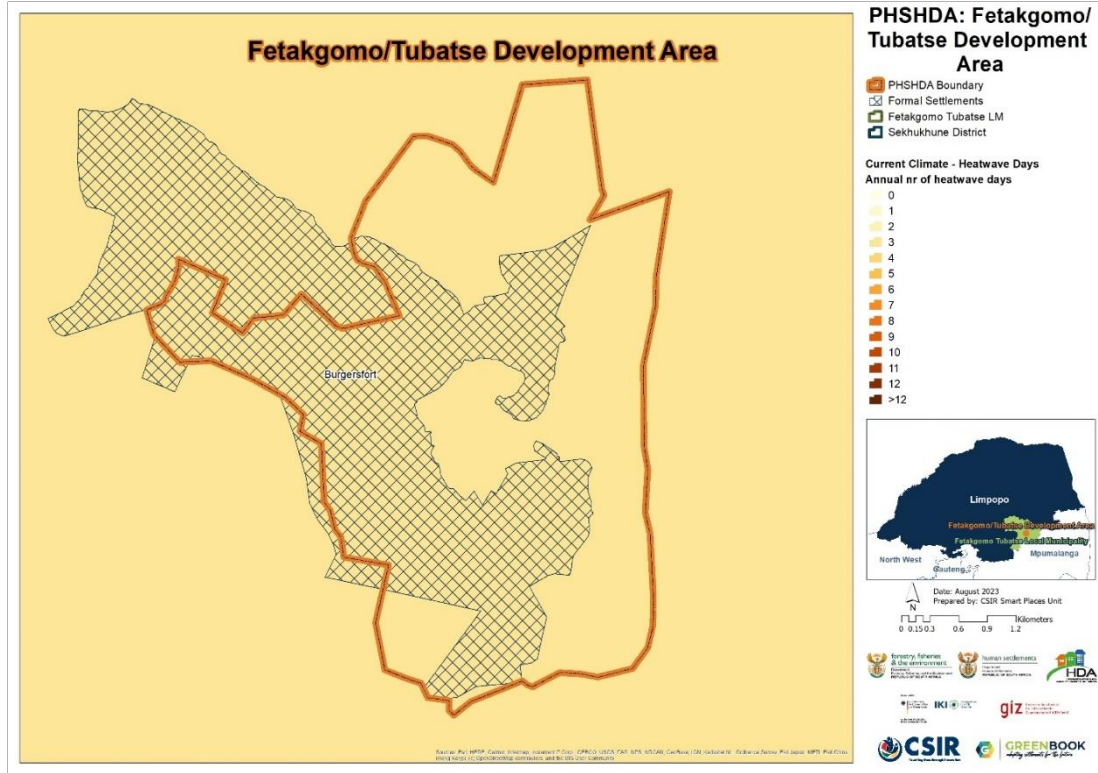 Fetakgomo/Tubatse Development Area
Burgersfort
PHSHDA: Fetakgomo/
Tubatse Development
Area
PHSHDA Boundary
Formal Settlements
Fetakgomo Tubatse LM
Sekhukhune District
Current Climate - Heatwave Days
Annual nr of heatwave days
0
1
2
3
4
5
6
7
8
9
10
11
12
>12
Limpopo
Fetakgomo/Tubatse Development Area
Fetakgomo Tubatse Local Municipality
North West
Mpumalanga
Gauteng
Date: August 2023
Prepared by: CSIR Smart Places Unit
N
Kilometers
0 0.15 0.3 0.6 0.9 1.2
forestry, fisheries
& the environment
human settlements
HDA
IKI
giz
CSIR
GREENBOOK